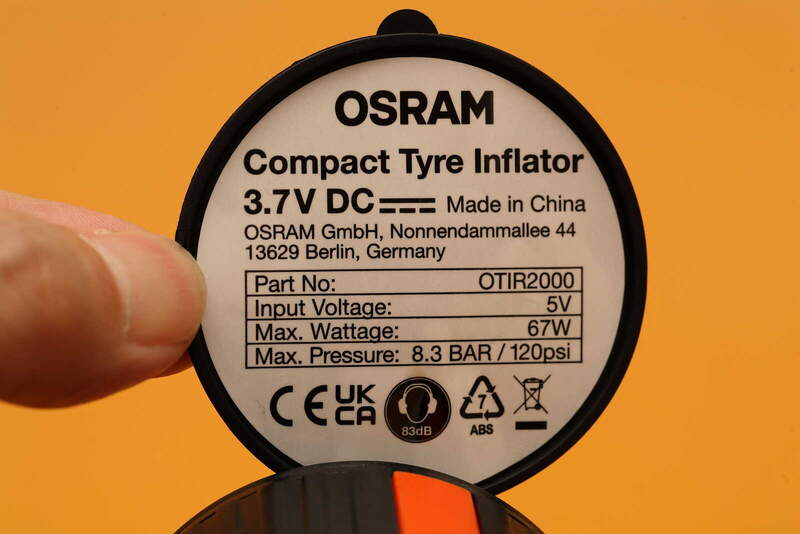 OSRAM
Compact Tyre Inflator
3.7V DC Made in China
OSRAM GmbH, Nonnendammallee 44
13629 Berlin, Germany
Part No: OTIR2000
Input Voltage: 5V
Max. Wattage: 67W
Max. Pressure: 8.3 BAR / 120psi
CE UK
CA
7
83dB
ABS